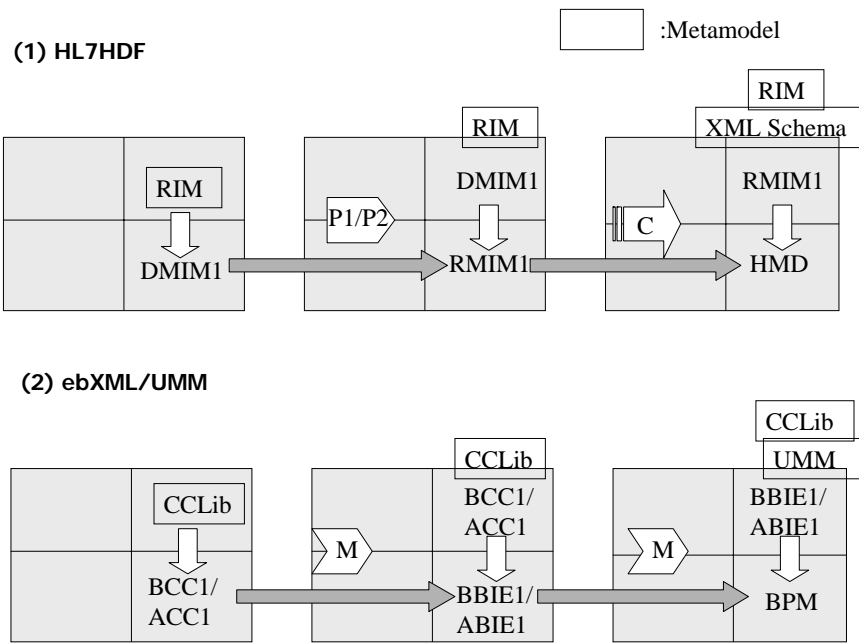 :Metamodel
(1) HL7HDF
RIM
RIM
XML Schema
RIM
DMIM1
RMIM1
P1/P2
C
DMIM1
RMIM1
HMD
(2) ebXML/UMM
CCLib
CCLib
UMM
CCLib
BCC1/
ACC1
BBIE1/
ABIE1
M
M
BCC1/
ACC1
BBIE1/
ABIE1
BPM